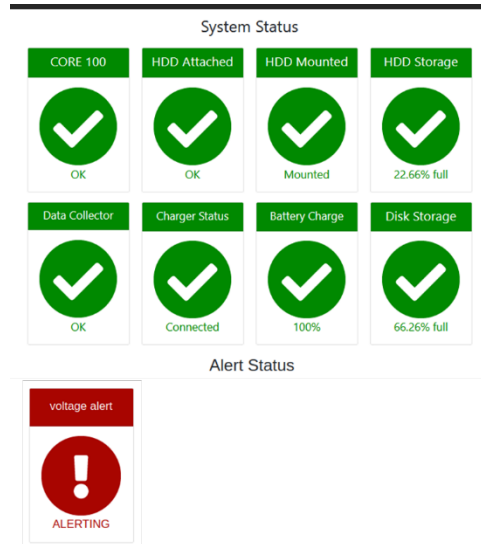 System Status
CORE 100
HDD Attached
HDD Mounted
HDD Storage
OK
OK
Mounted
22.66% full
Data Collector
Charger Status
Battery Charge
Disk Storage
OK
Connected
100%
66.26% full
Alert Status
voltage alert
ALERTING